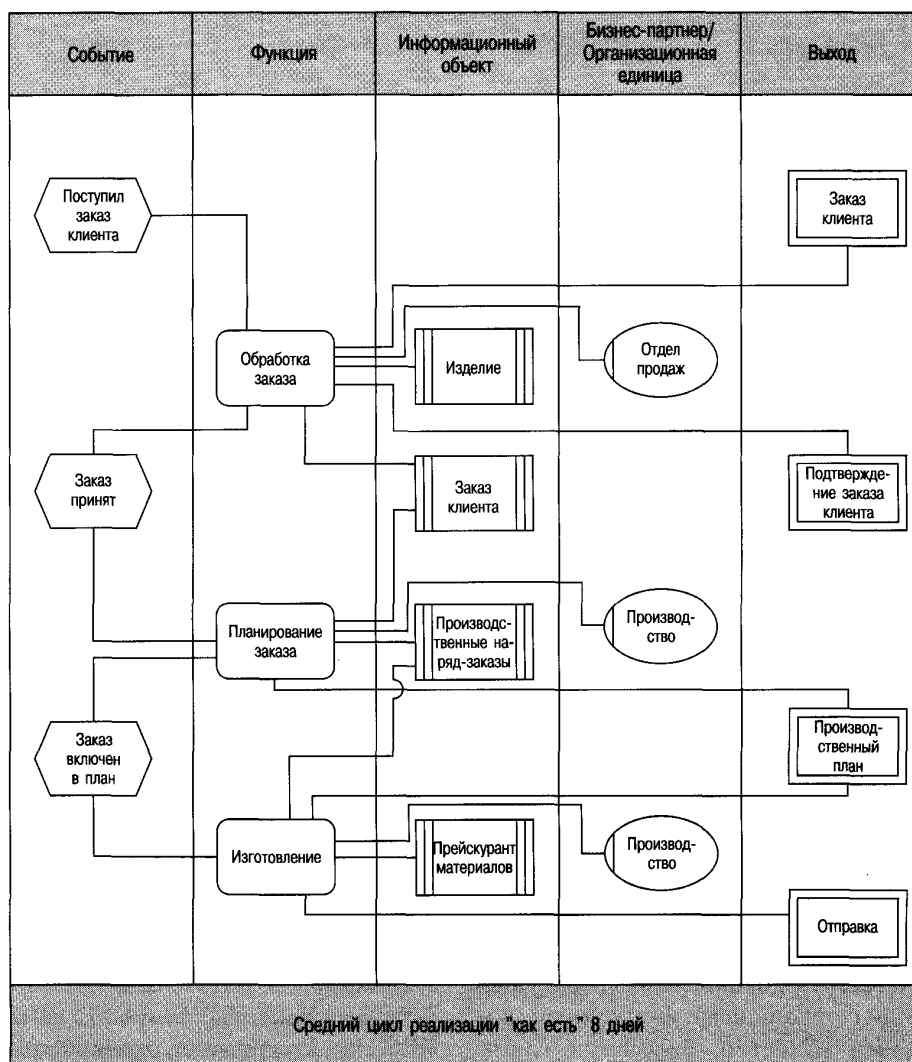 Событие
Функция
Информационный
объект
Бизнес-партнер/
Организационная
единица
Выход
Поступил
заказ
клиента
Заказ
клиента
Обработка
заказа
Изделие
Отдел
продаж
Заказ
принят
Заказ
клиента
Подтвержде-
ние заказа
клиента
Планирование
заказа
Производс-
твенные на-
ряд-заказы
Производ-
ство
Заказ
включен
в план
Производ-
ственный
план
Изготовление
Прейскурант
материалов
Производ-
ство
Отправка
Средний цикл реализации "как есть" 8 дней